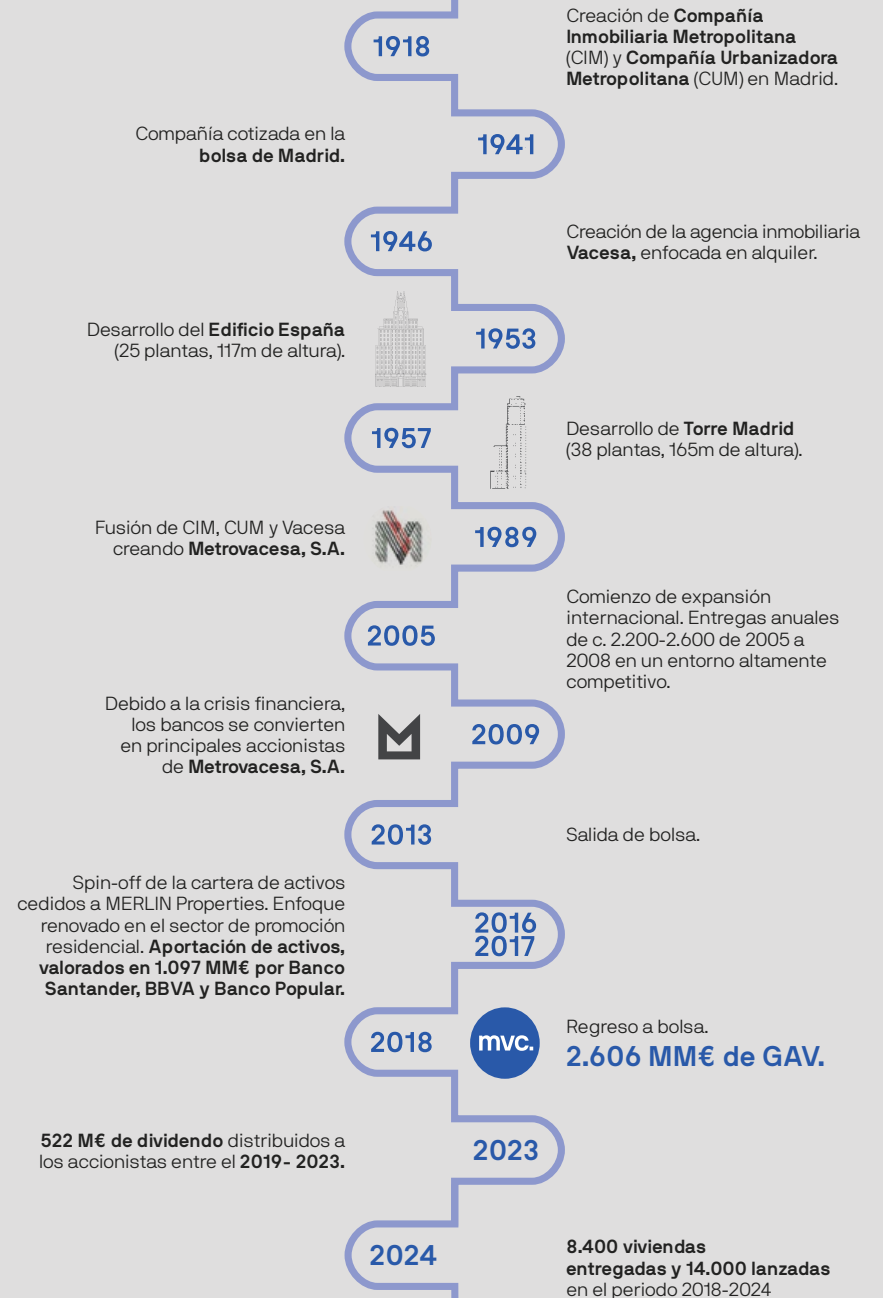 1918
Creación de Compañía
Inmobiliaria Metropolitana
(CIM) y Compañía Urbanizadora
Metropolitana (CUM) en Madrid.
Compañía cotizada en la
bolsa de Madrid.
1941
1946
Creación de la agencia inmobiliaria
Vacesa, enfocada en alquiler.
Desarrollo del Edificio España
(25 plantas, 117m de altura).
1953
1957
Desarrollo de Torre Madrid
(38 plantas, 165m de altura).
Fusión de CIM, CUM y Vacesa
creando Metrovacesa, S.A.
1989
2005
Comienzo de expansión
internacional. Entregas anuales
de c. 2.200-2.600 de 2005 a
2008 en un entorno altamente
competitivo.
Debido a la crisis financiera,
los bancos se convierten
en principales accionistas
de Metrovacesa, S.A.
2009
2013
Salida de bolsa.
Spin-off de la cartera de activos
cedidos a MERLIN Properties. Enfoque
renovado en el sector de promoción
residencial. Aportación de activos,
valorados en 1.097 MM€ por Banco
Santander, BBVA y Banco Popular.
2016
2017
2018
mvc.
Regreso a bolsa.
2.606 MM€ de GAV.
522 M€ de dividendo distribuidos a
los accionistas entre el 2019- 2023.
2023
2024
8.400 viviendas
entregadas y 14.000 lanzadas
en el periodo 2018-2024